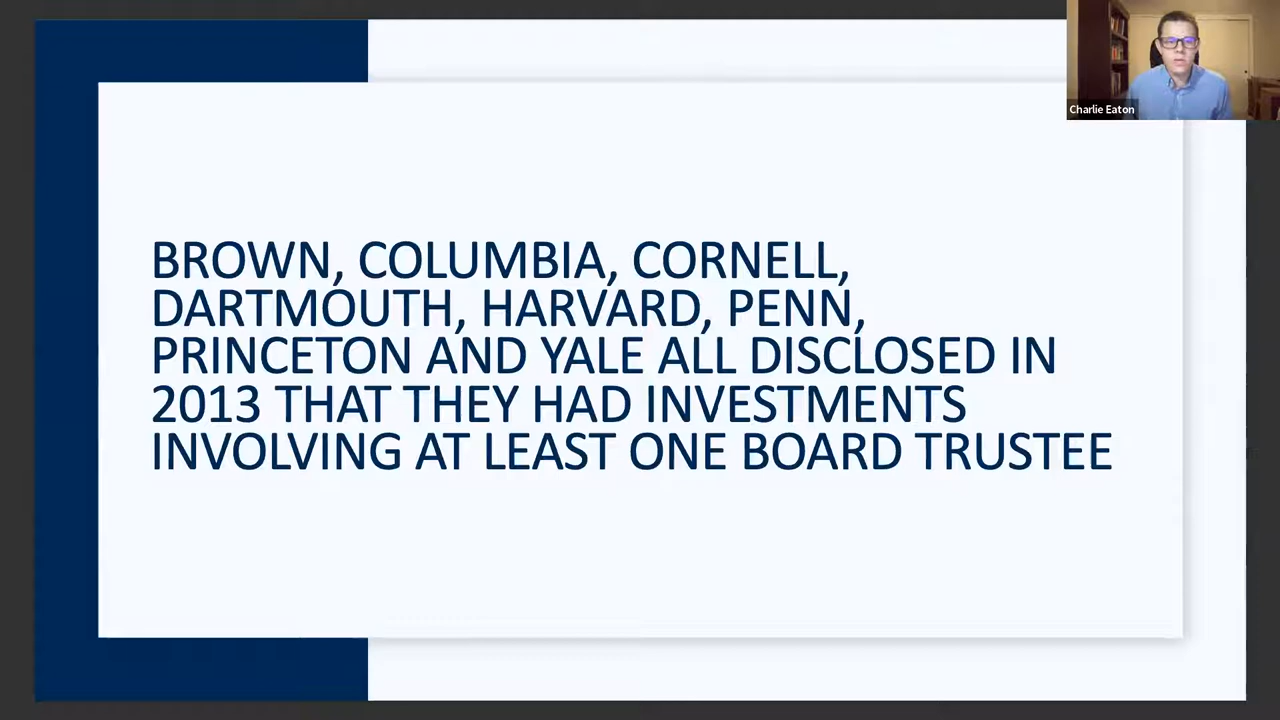 Charlie Eaton
BROWN, COLUMBIA, CORNELL,
DARTMOUTH, HARVARD, PENN,
PRINCETON AND YALE ALL DISCLOSED IN
2013 THAT THEY HAD INVESTMENTS
INVOLVING AT LEAST ONE BOARD TRUSTEE